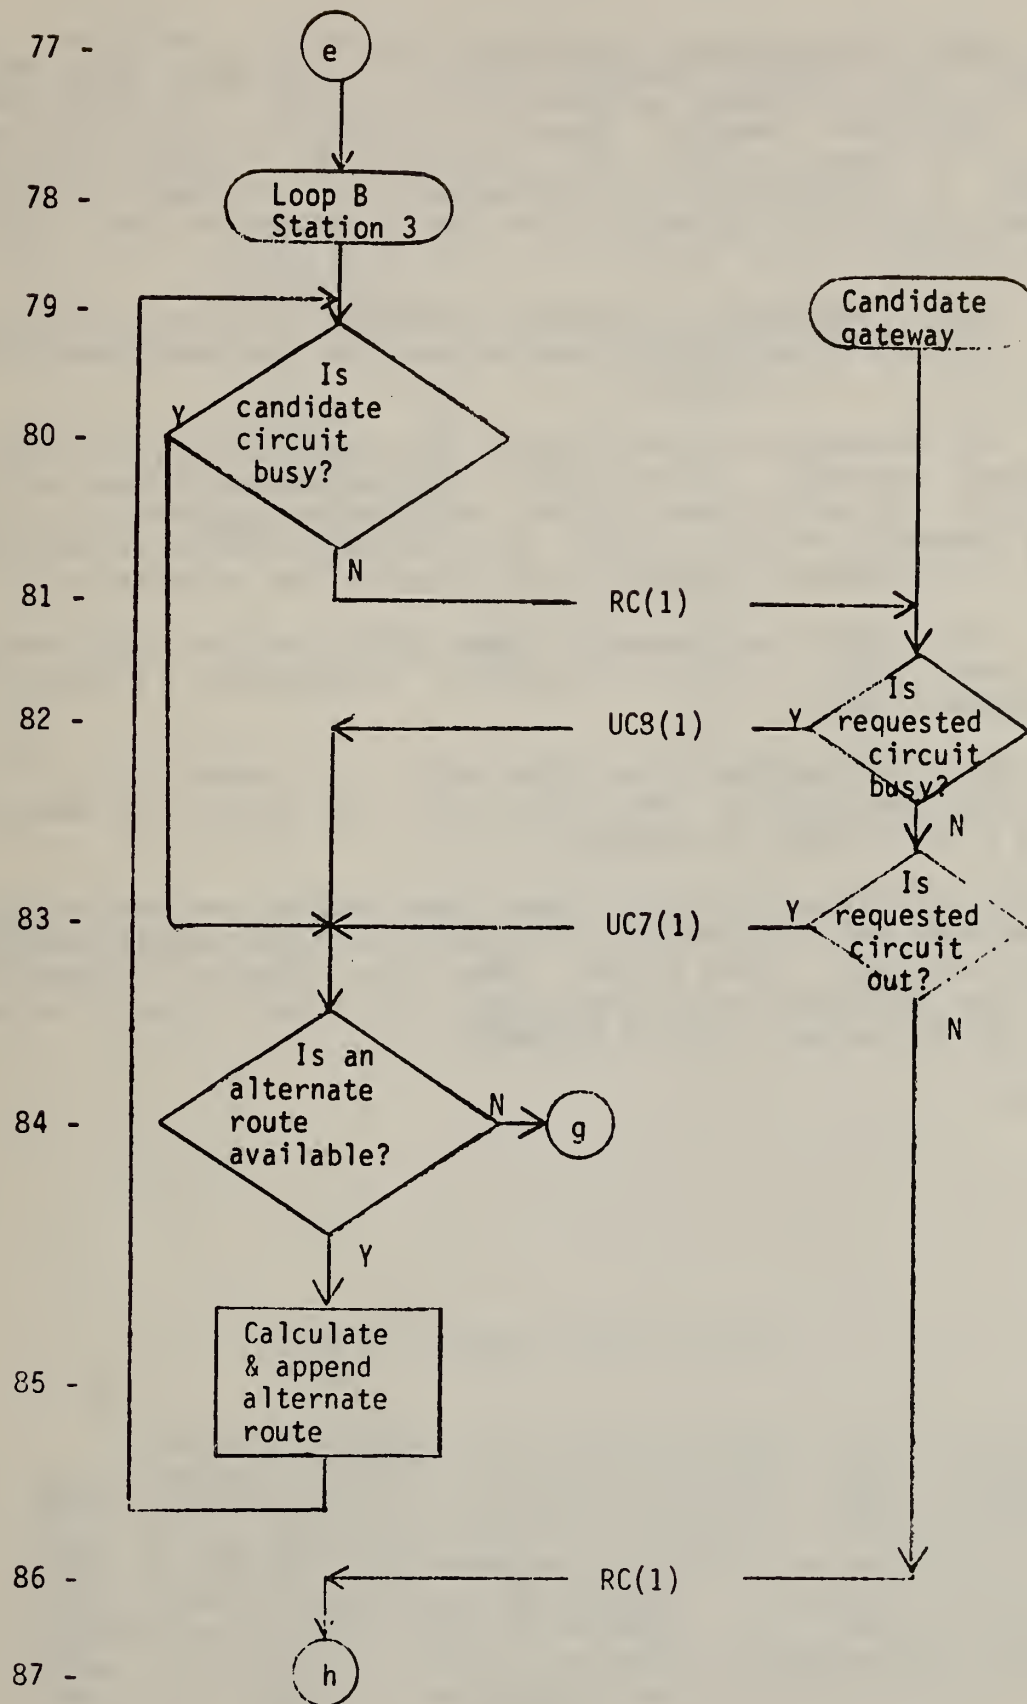 77 -
e
78 -
Loop B
Station 3
79 -
Candidate
gateway
Is
candidate
circuit
busy?
Y
80 -
N
81 -
RC(1)
82 -
UC8(1)
Y
Is
requested
circuit
busy?
N
83 -
UC7(1)
Y
Is
requested
circuit
out?
N
84 -
Is an
alternate
route
available?
N
g
Y
85 -
Calculate
& append
alternate
route
86 -
RC(1)
87 -
h